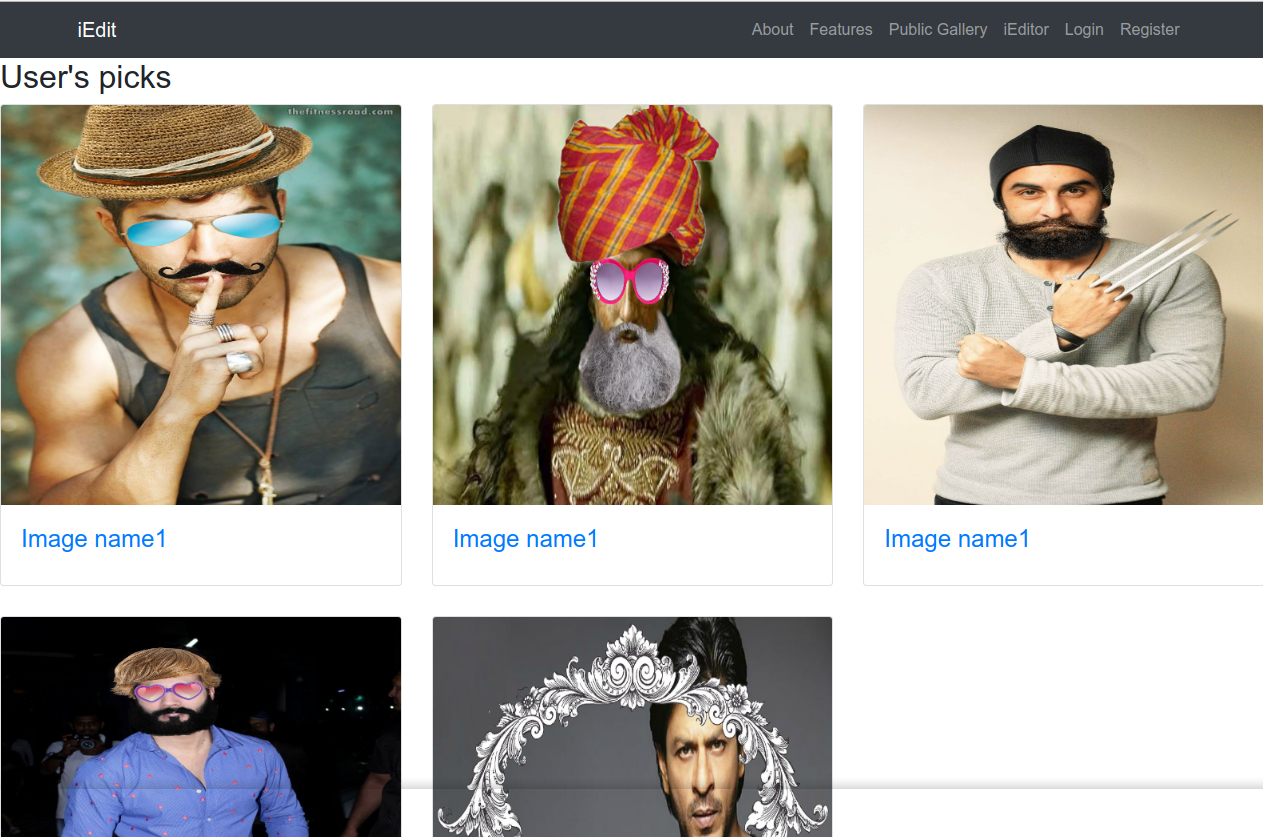 iEdit
About Features Public Gallery iEditor Login Register
User's picks
thefitnessroad.com
Image name1
Image name1
Image name1